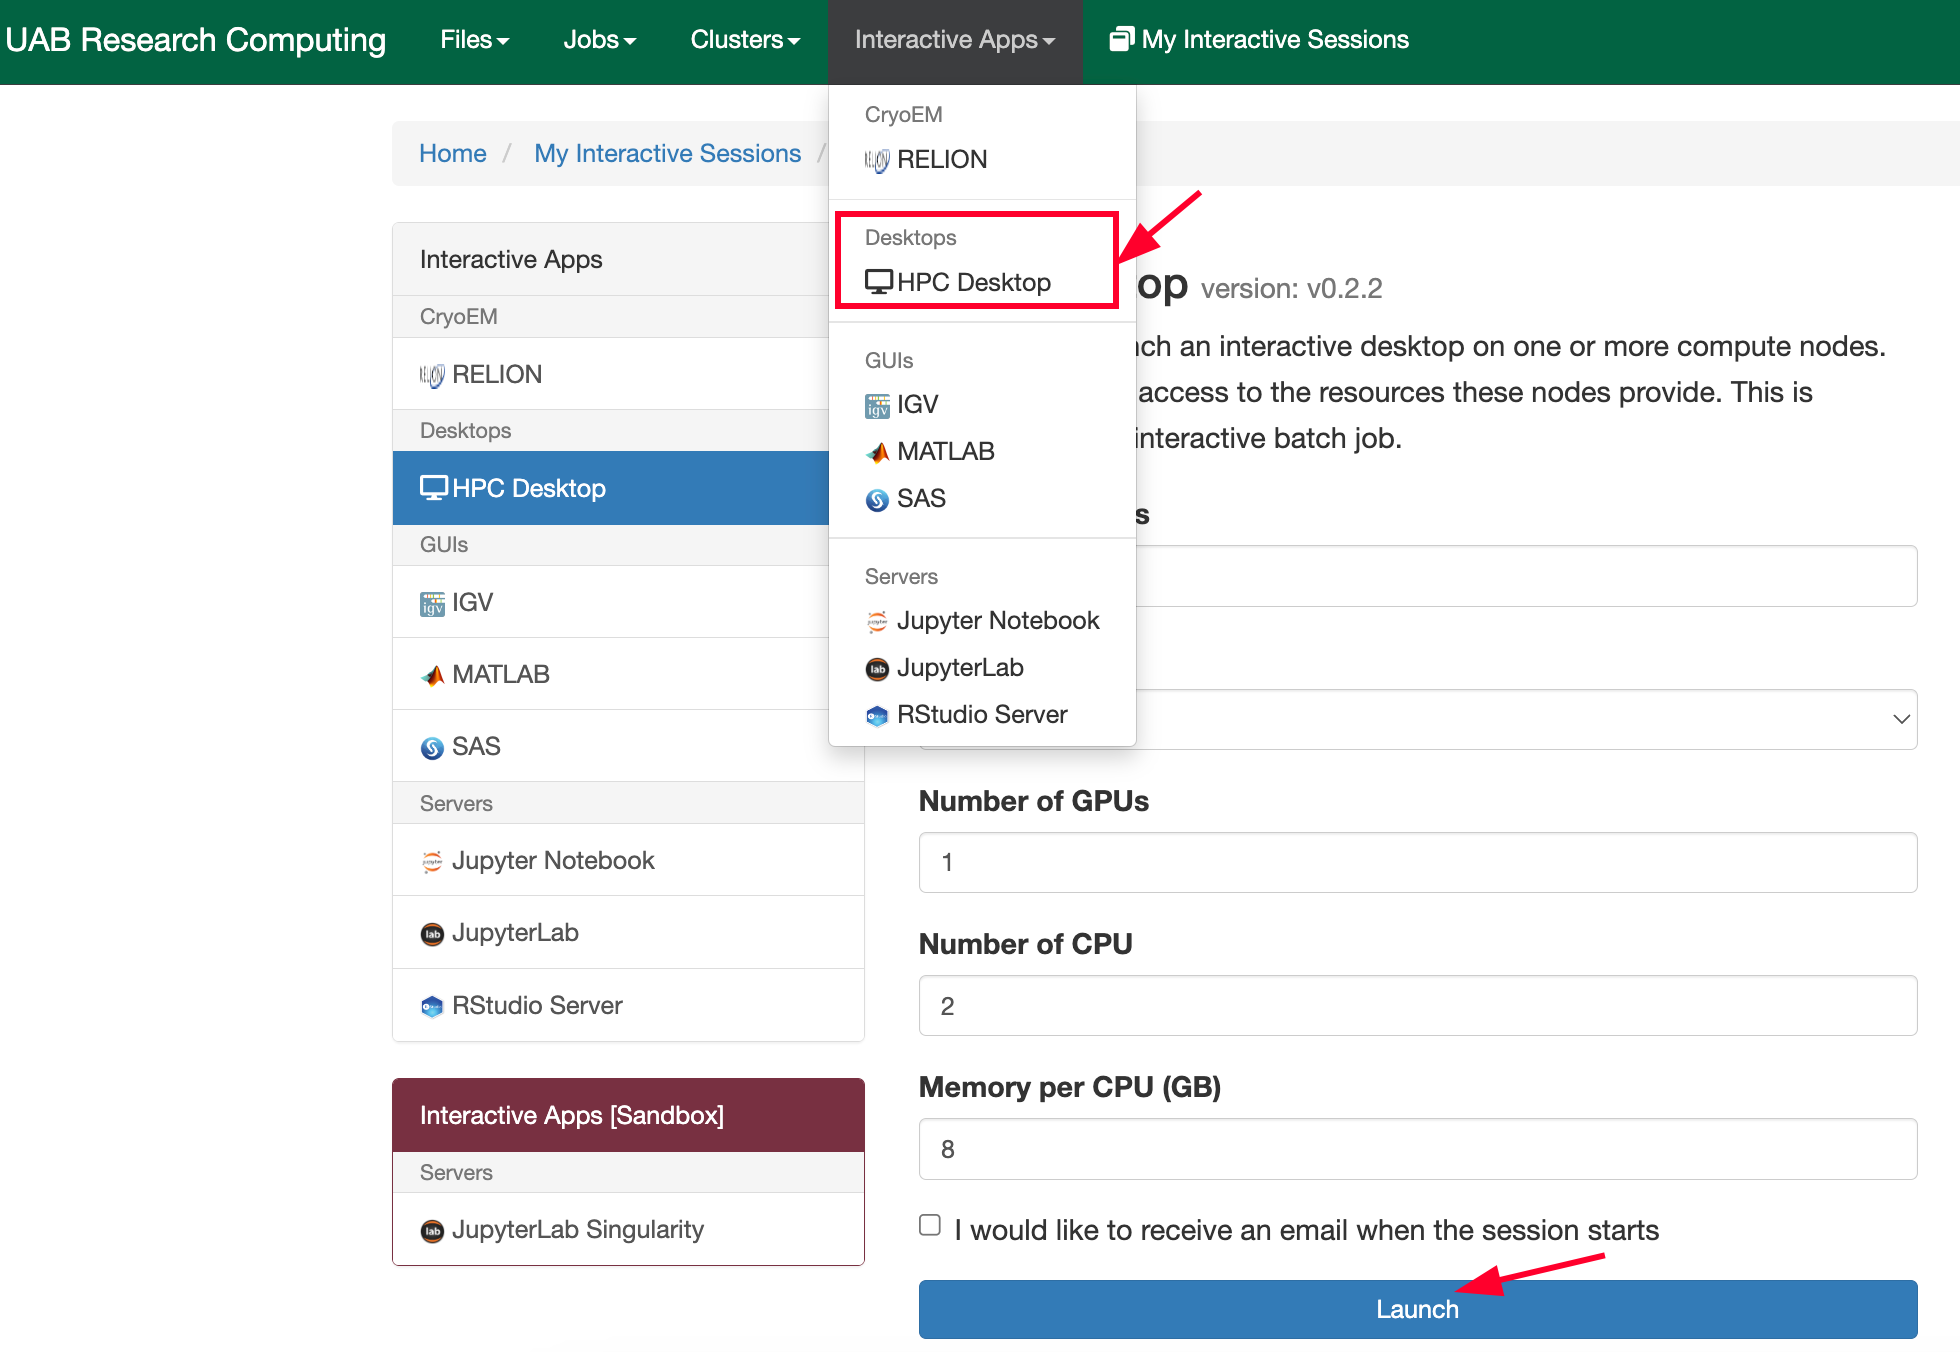 UAB Research Computing Files Jobs Clusters Interactive Apps My Interactive Sessions
Home / My Interactive Sessions /
Interactive Apps
CryoEM
RELION
Desktops
HPC Desktop
GUIs
IGV
MATLAB
SAS
Servers
Jupyter Notebook
JupyterLab
RStudio Server
Interactive Apps [Sandbox]
Servers
JupyterLab Singularity
CryoEM
RELION
Desktops
HPC Desktop
GUIs
IGV
MATLAB
SAS
Servers
Jupyter Notebook
JupyterLab
RStudio Server
op version: v0.2.2
ch an interactive desktop on one or more compute nodes.
access to the resources these nodes provide. This is
interactive batch job.
s
Number of GPUs
1
Number of CPU
2
Memory per CPU (GB)
8
I would like to receive an email when the session starts
Launch